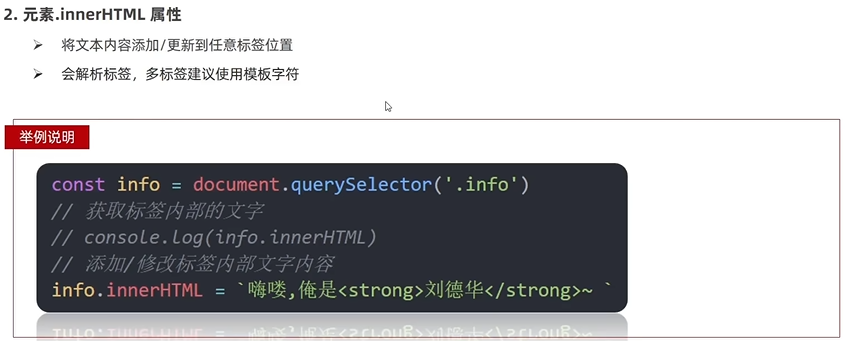 2. 元素.innerHTML 属性
➢ 将文本内容添加/更新到任意标签位置
➢ 会解析标签，多标签建议使用模板字符
举例说明
const info = document.querySelector('.info')
// 获取标签内部的文字
// console.log(info.innerHTML)
// 添加/修改标签内部文字内容
info.innerHTML = `嗨喽,俺是<strong>刘德华</strong>~ `